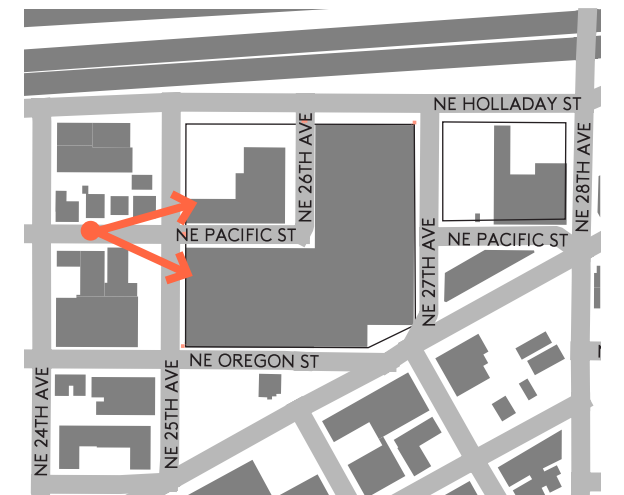 NE HOLLADAY ST
NE 26TH AVE
NE 28TH AVE
NE PACIFIC ST
NE PACIFIC ST
NE 27TH AVE
NE OREGON ST
NE 24TH AVE
NE 25TH AVE